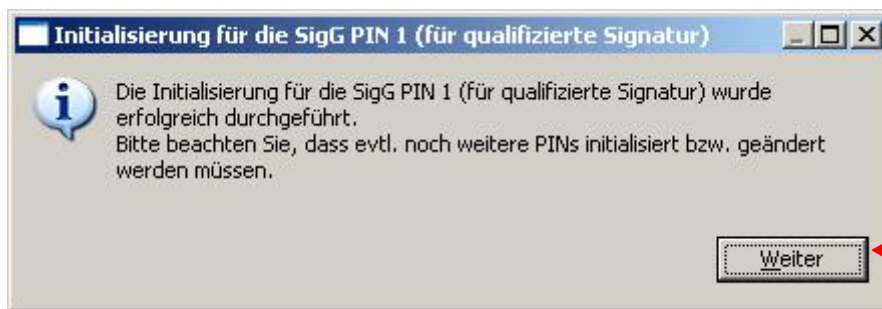 Initialisierung für die SigG PIN 1 (für qualifizierte Signatur)
Die Initialisierung für die SigG PIN 1 (für qualifizierte Signatur) wurde
erfolgreich durchgeführt.
Bitte beachten Sie, dass evtl. noch weitere PINs initialisiert bzw. geändert
werden müssen.
Weiter